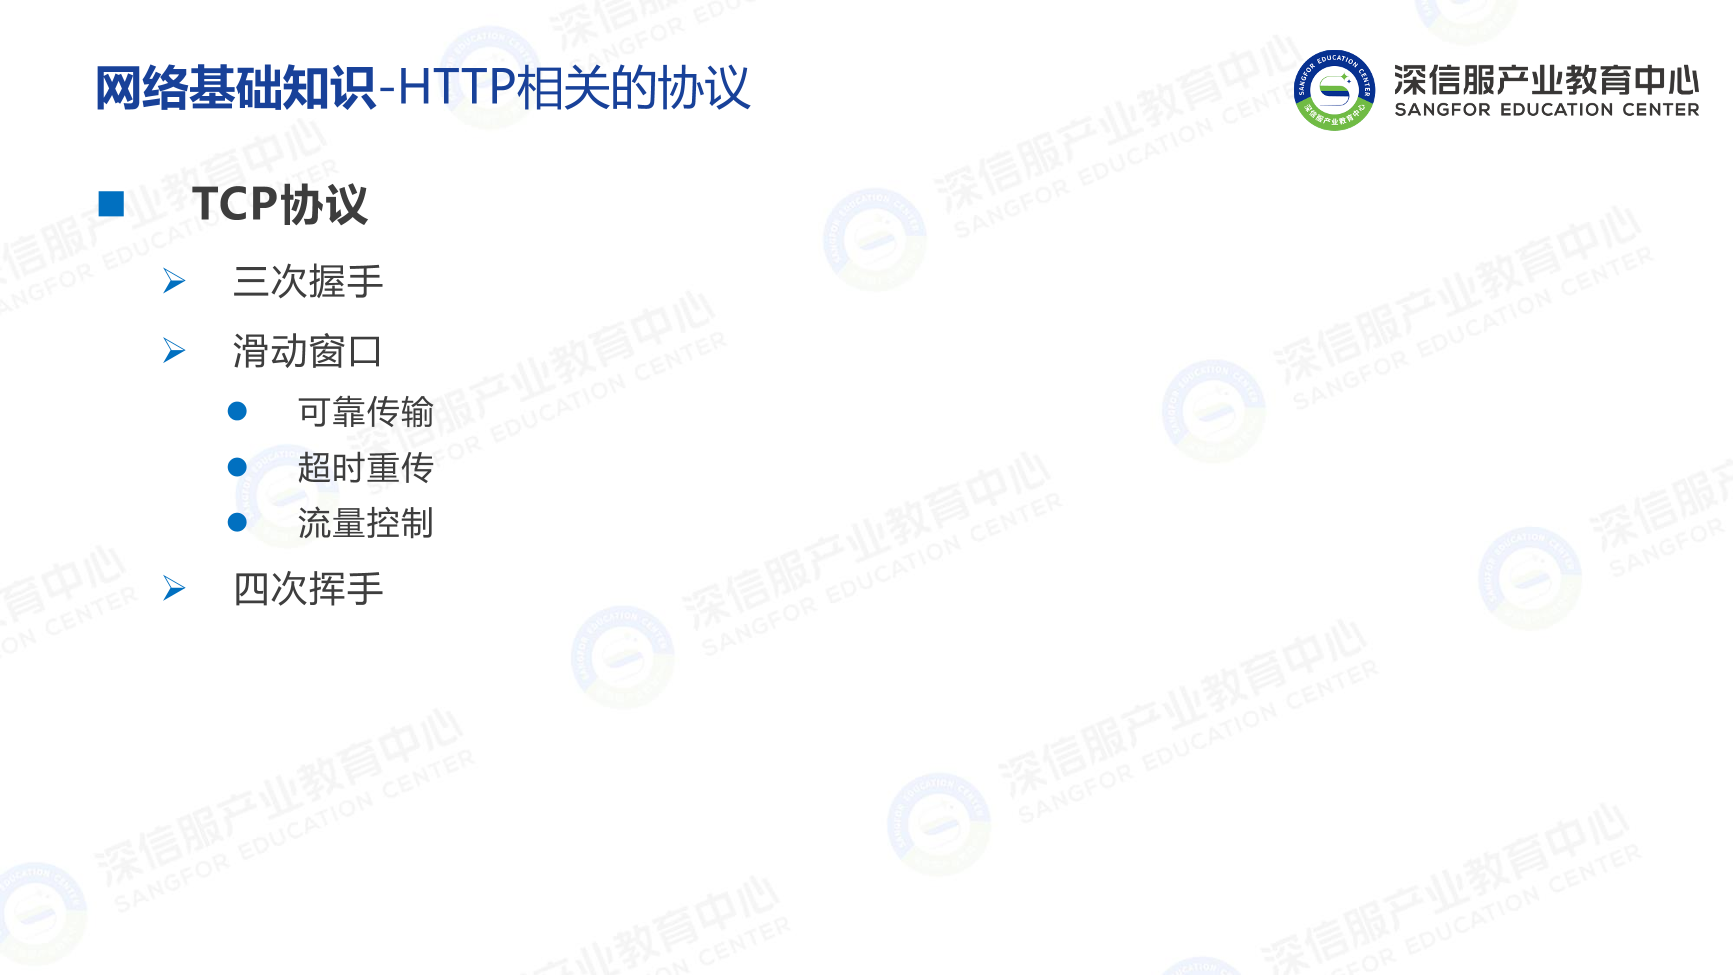 网络基础知识-HTTP相关的协议
深信服产业教育中心
SANGFOR EDUCATION CENTER
TCP协议
三次握手
滑动窗口
可靠传输
超时重传
流量控制
四次挥手